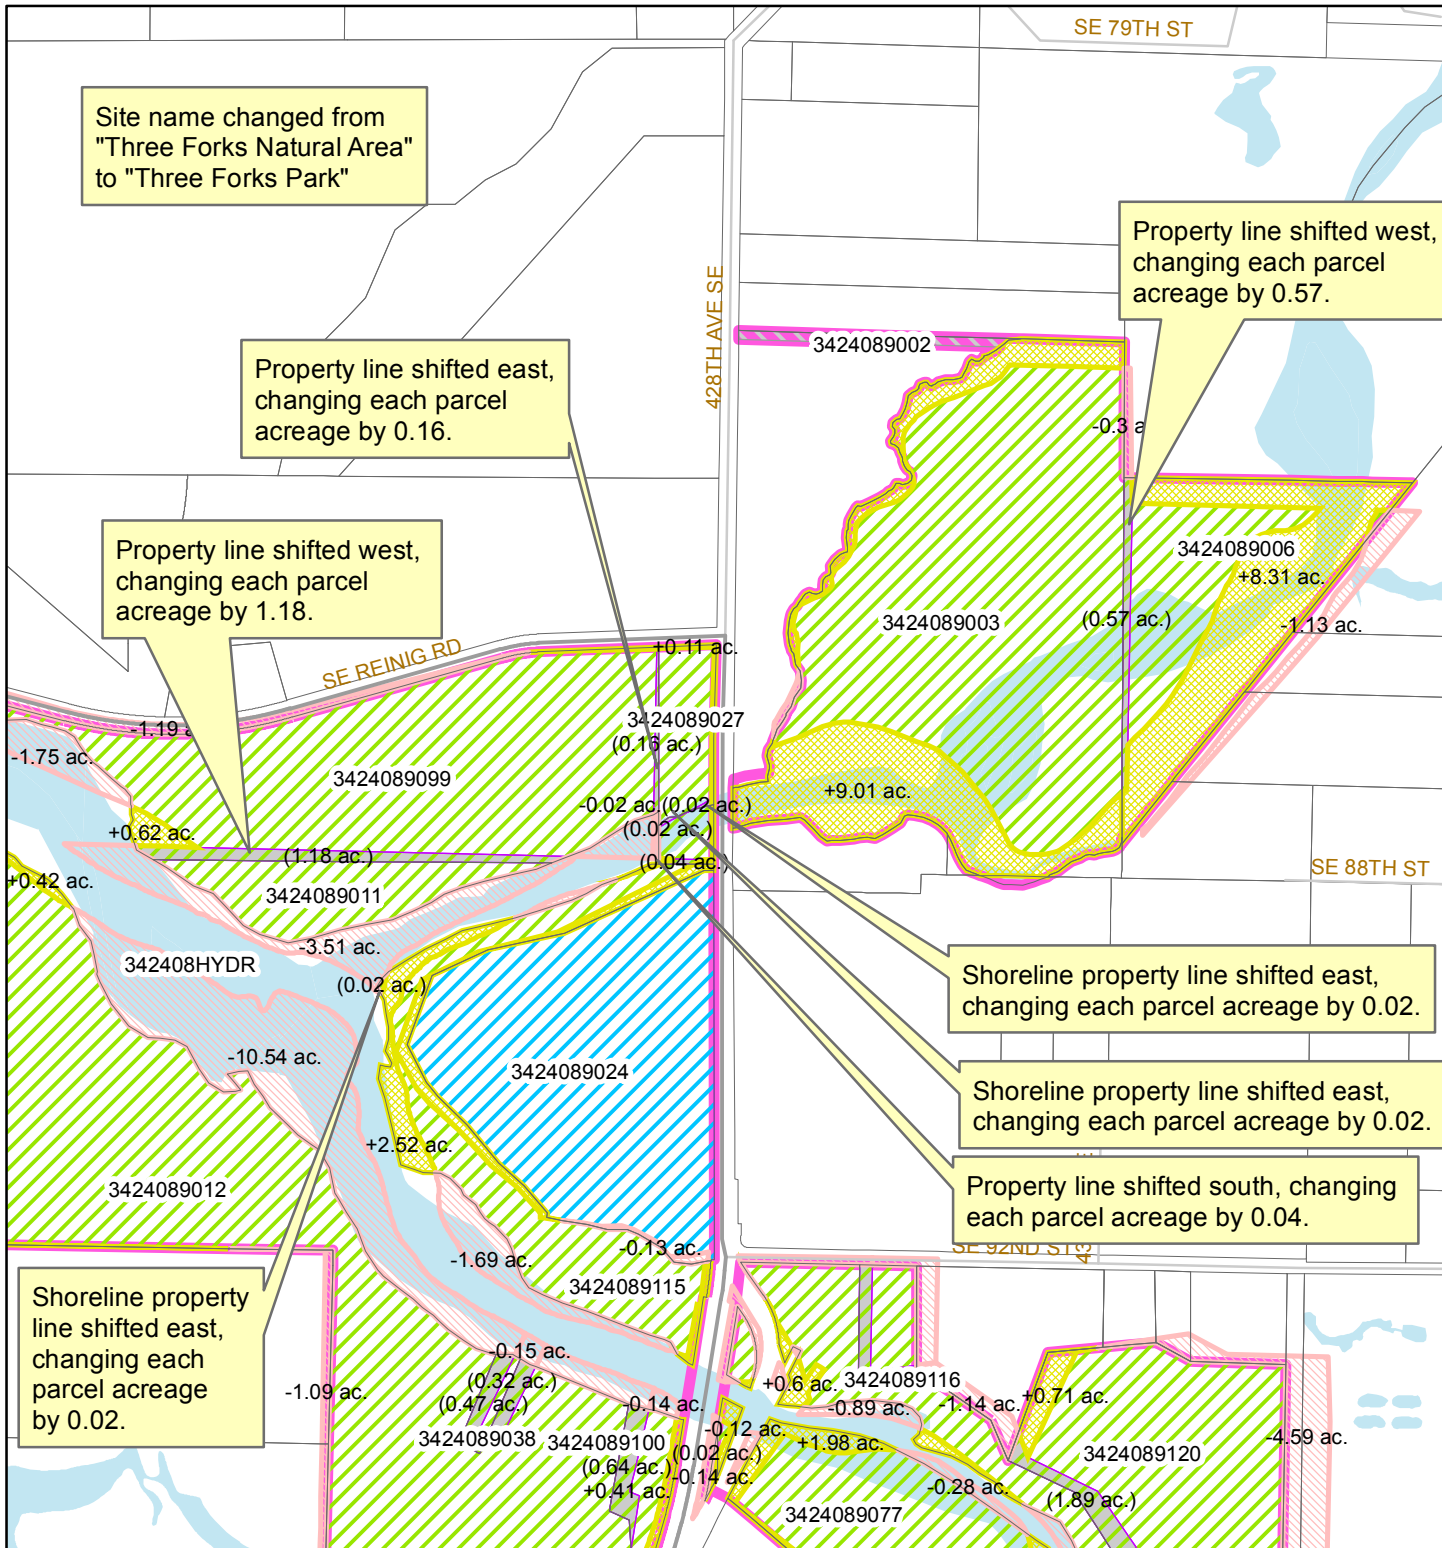 SE 79TH ST
Site name changed from
"Three Forks Natural Area"
to "Three Forks Park"
Property line shifted west,
changing each parcel
acreage by 0.57.
428TH AVE SE
3424089002
Property line shifted east,
changing each parcel
acreage by 0.16.
-0.3 a
Property line shifted west,
changing each parcel
acreage by 1.18.
3424089006
+8.31 ac.
3424089003
(0.57 ac.)
-1.13 ac.
SE REINIG RD
+0.11 ac.
3424089027
(0.16 ac.)
-1.19 a
-1.75 ac.
3424089099
+9.01 ac.
-0.02 ac.
(0.02 ac.)
+0.62 ac.
(0.02 ac.)
(1.18 ac.)
(0.04 ac.)
SE 88TH ST
+0.42 ac.
3424089011
-3.51 ac.
342408HYDR
(0.02 ac.)
Shoreline property line shifted east,
changing each parcel acreage by 0.02.
-10.54 ac.
3424089024
Shoreline property line shifted east,
changing each parcel acreage by 0.02.
+2.52 ac.
3424089012
Property line shifted south, changing
each parcel acreage by 0.04.
-0.13 ac.
SE 92ND ST
-1.69 ac.
3424089115
Shoreline property
line shifted east,
changing each
parcel acreage
by 0.02.
-0.15 ac.
(0.32 ac.)
(0.47 ac.)
-1.09 ac.
+0.6 ac.
3424089116
+0.71 ac.
-0.14 ac.
-0.89 ac.
-1.14 ac.
-0.12 ac.
3424089038
3424089100
+1.98 ac.
-4.59 ac.
(0.02 ac.)
3424089120
(0.64 ac.)
-0.14 ac.
+0.41 ac.
-0.28 ac.
(1.89 ac.)
3424089077